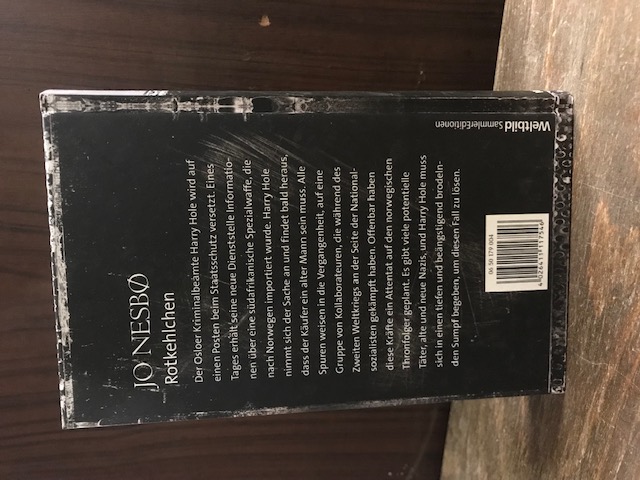 JO NESBØ
Rotkehlchen
Der Osloer Kriminalbeamte Harry Hole wird auf
einen Posten beim Staatsschutz versetzt. Eines
Tages erhält seine neue Dienststelle Informatio-
nen über eine südafrikanische Spezialwaffe, die
nach Norwegen importiert wurde. Harry Hole
nimmt sich der Sache an und findet bald heraus,
dass der Käufer ein alter Mann sein muss. Alle
Spuren weisen in die Vergangenheit, auf eine
Gruppe von Kollaborateuren, die während des
Zweiten Weltkriegs an der Seite der National-
sozialisten gekämpft haben. Offenbar haben
diese Kräfte ein Attentat auf den norwegischen
Thronfolger geplant. Es gibt viele potentielle
Täter, alte und neue Nazis, und Harry Hole muss
sich in einen tiefen und beängstigend brodeln-
den Sumpf begeben, um diesen Fall zu lösen.
Weltbild SammlerEditionen